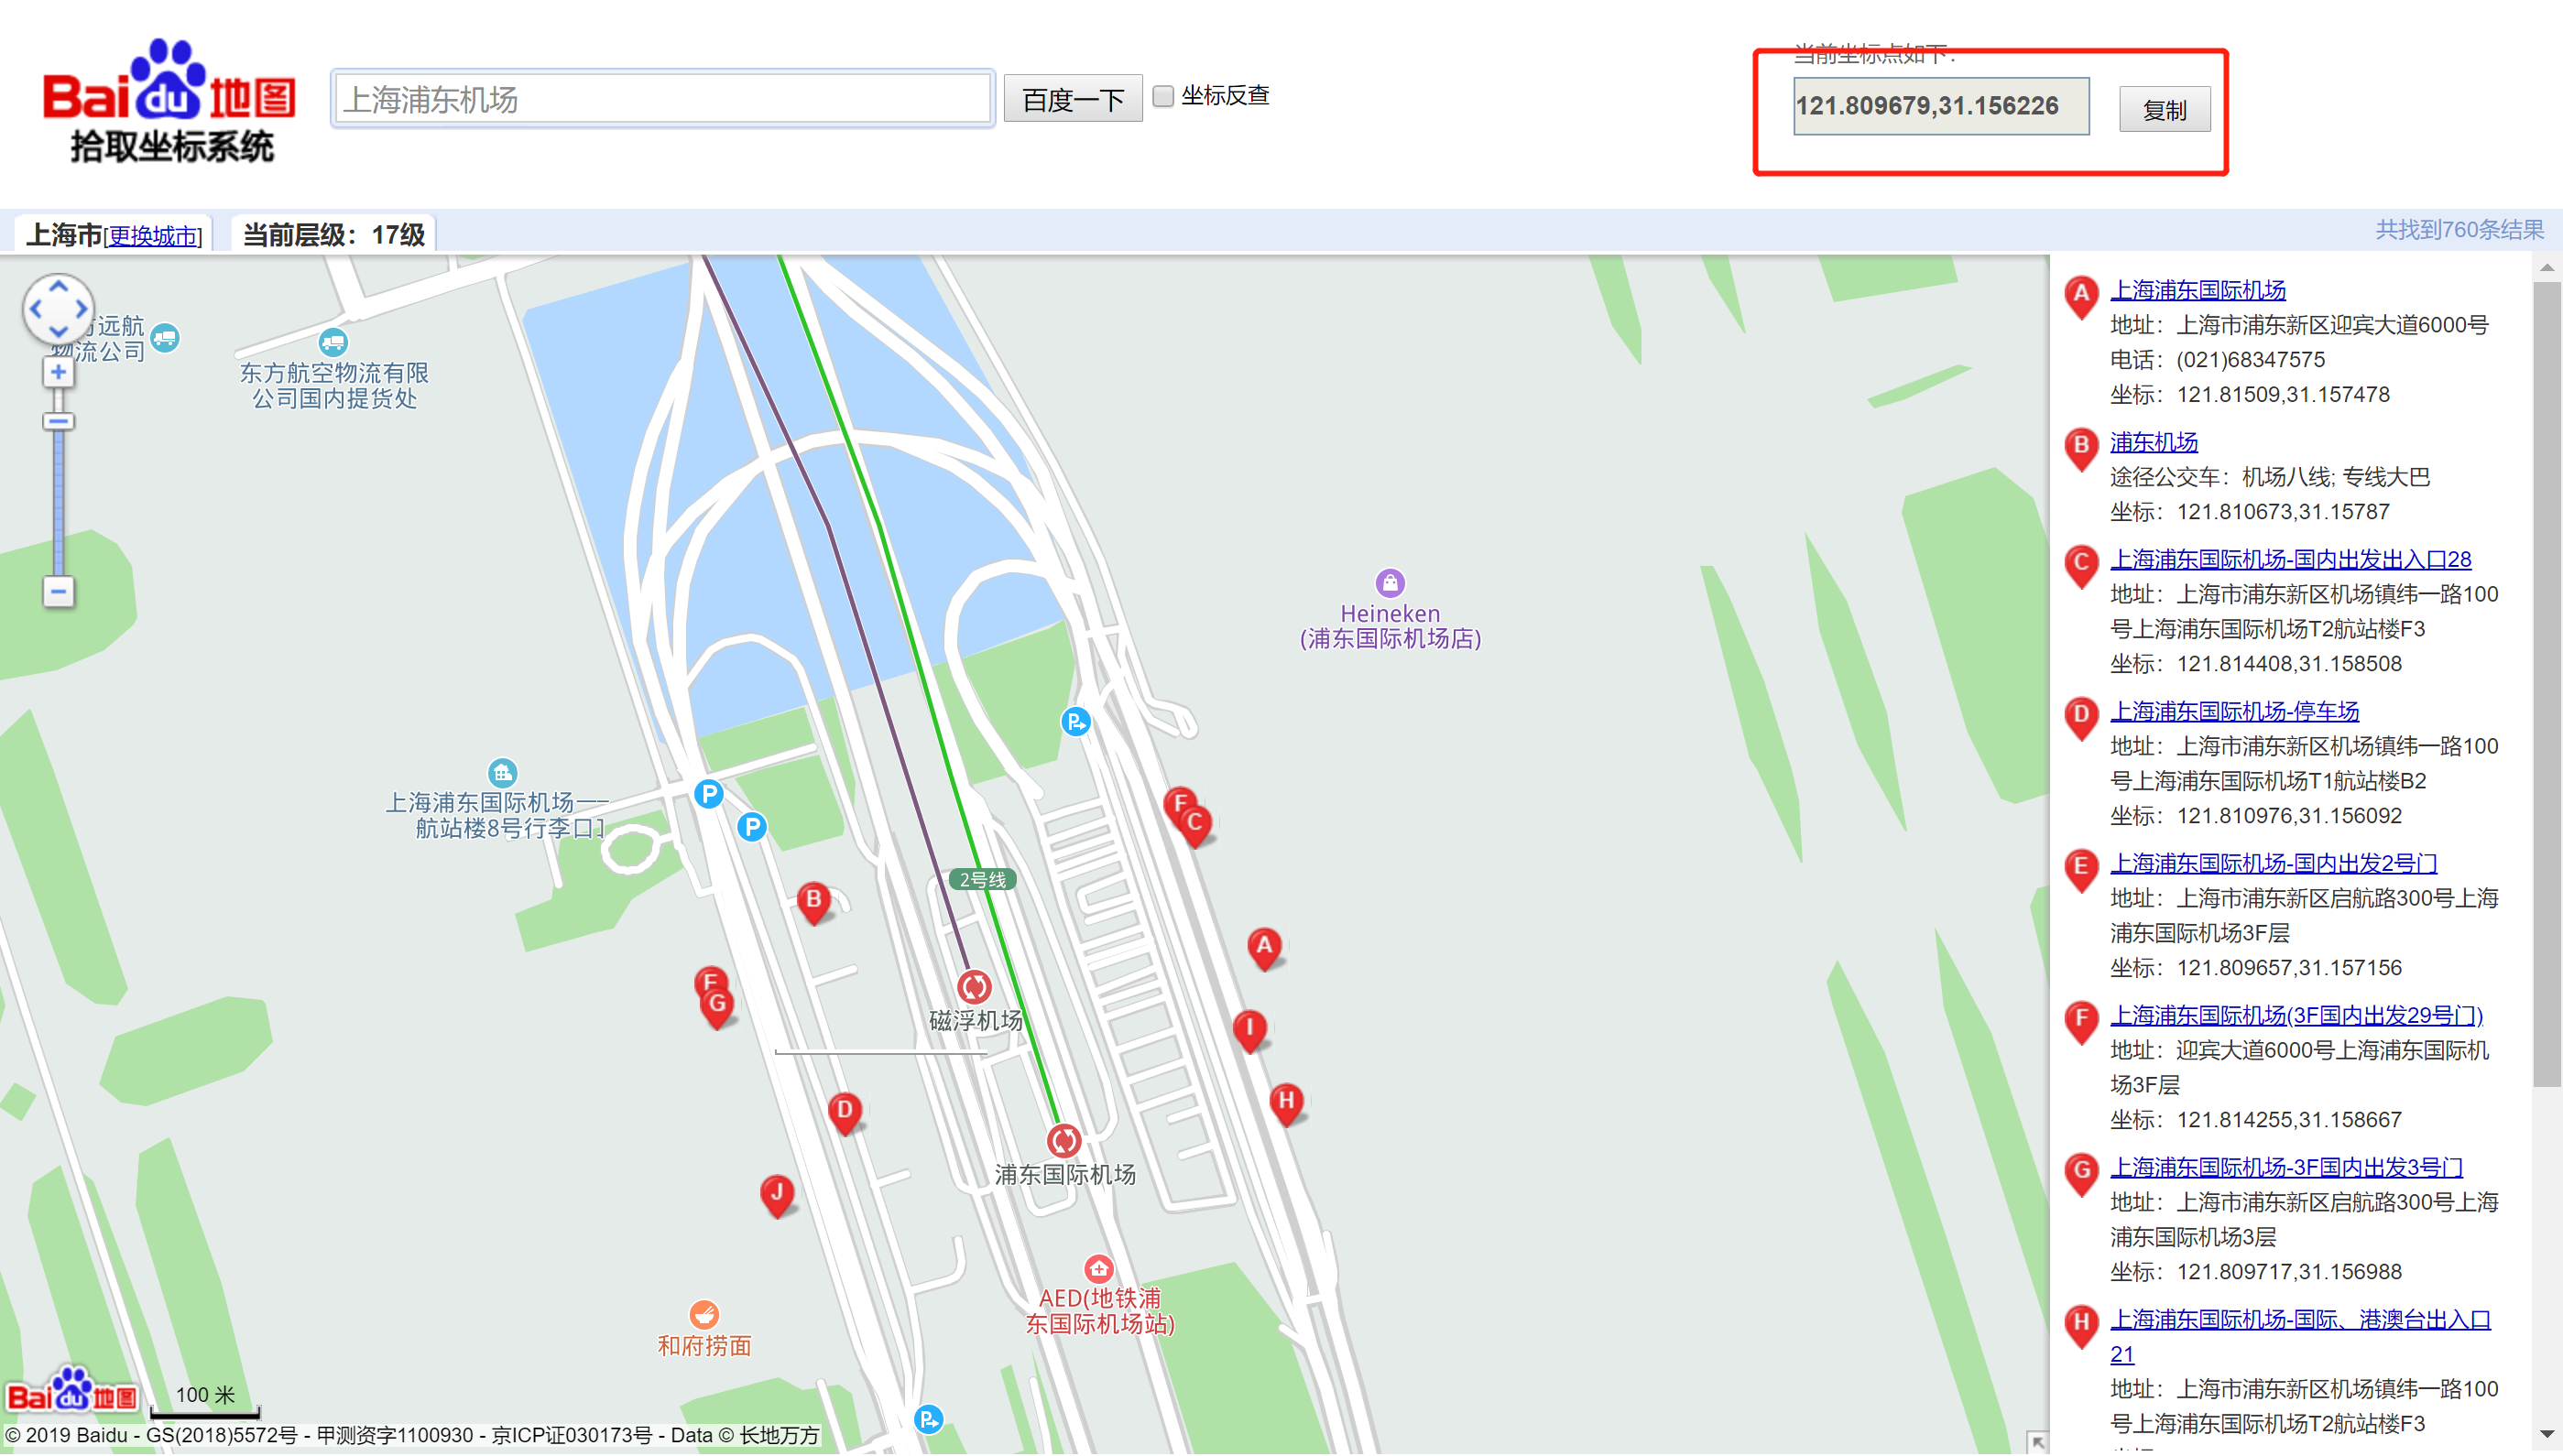 Baidu地图
拾取坐标系统
上海浦东机场
百度一下
坐标反查
当前坐标点如下:
121.809679,31.156226
复制
上海市[更换城市]
当前层级：17级
共找到760条结果
远航
物流公司
东方航空物流有限
公司国内提货处
Heineken
(浦东国际机场店)
上海浦东国际机场一
航站楼8号行李口
P
P
P
F
C
2号线
B
A
F
G
磁浮机场
I
H
D
浦东国际机场
J
AED(地铁浦
东国际机场站)
和府捞面
P
Baidu地图
100 米
© 2019 Baidu - GS(2018)5572号 - 甲测资字1100930 - 京ICP证030173号 - Data © 长地万方
A 上海浦东国际机场
地址：上海市浦东新区迎宾大道6000号
电话：(021)68347575
坐标：121.81509,31.157478
B 浦东机场
途径公交车：机场八线; 专线大巴
坐标：121.810673,31.15787
C 上海浦东国际机场-国内出发出入口28
地址：上海市浦东新区机场镇纬一路100
号上海浦东国际机场T2航站楼F3
坐标：121.814408,31.158508
D 上海浦东国际机场-停车场
地址：上海市浦东新区机场镇纬一路100
号上海浦东国际机场T1航站楼B2
坐标：121.810976,31.156092
E 上海浦东国际机场-国内出发2号门
地址：上海市浦东新区启航路300号上海
浦东国际机场3F层
坐标：121.809657,31.157156
F 上海浦东国际机场(3F国内出发29号门)
地址：迎宾大道6000号上海浦东国际机
场3F层
坐标：121.814255,31.158667
G 上海浦东国际机场-3F国内出发3号门
地址：上海市浦东新区启航路300号上海
浦东国际机场3层
坐标：121.809717,31.156988
H 上海浦东国际机场-国际、港澳台出入口
21
地址：上海市浦东新区机场镇纬一路100
号上海浦东国际机场T2航站楼F3